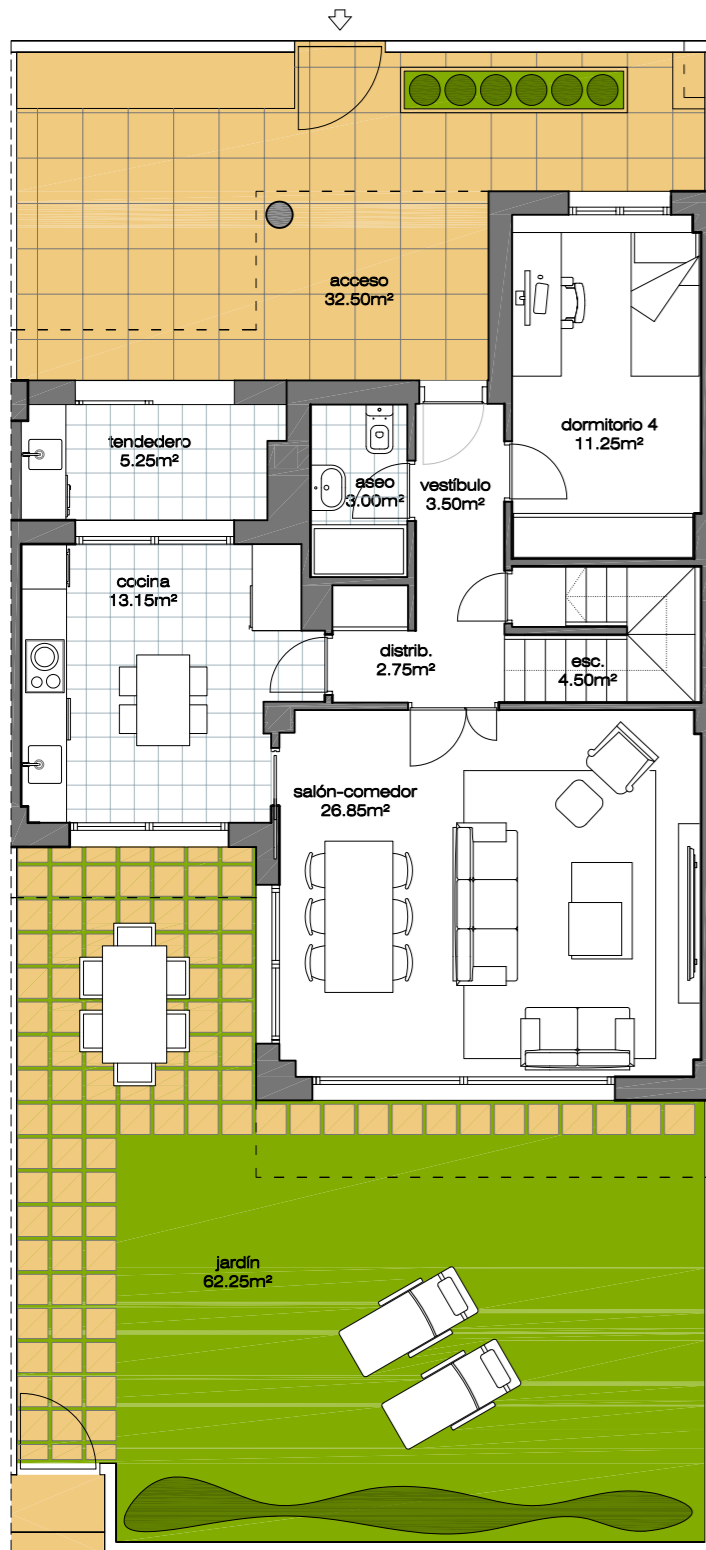 acceso
32.50m²
dormitorio 4
11.25m²
tendedero
5.25m²
aseo
3.00m²
vestíbulo
3.50m²
cocina
13.15m²
distrib.
2.75m²
esc.
4.50m²
salón-comedor
26.85m²
jardín
62.25m²